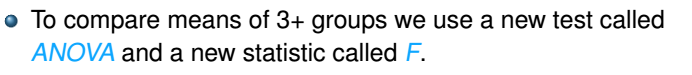 To compare means of 3+ groups we use a new test called
ANOVA and a new statistic called F.